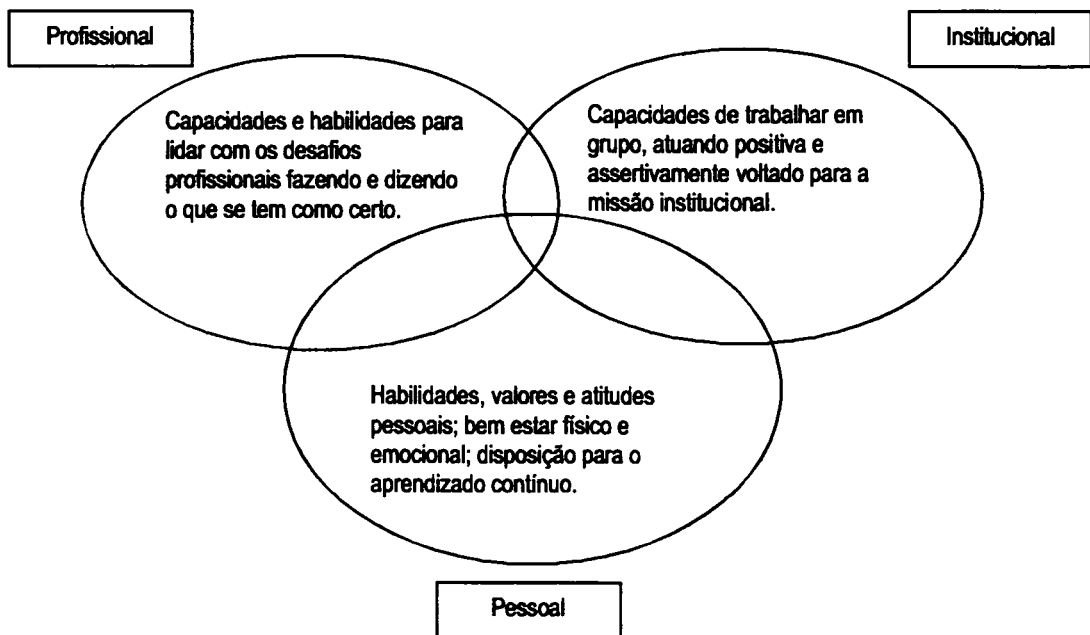 Profissional
Institucional
Capacidades e habilidades para
lidar com os desafios
profissionais fazendo e dizendo
o que se tem como certo.
Capacidades de trabalhar em
grupo, atuando positiva e
assertivamente voltado para a
missão institucional.
Habilidades, valores e atitudes
pessoais; bem estar físico e
emocional; disposição para o
aprendizado contínuo.
Pessoal